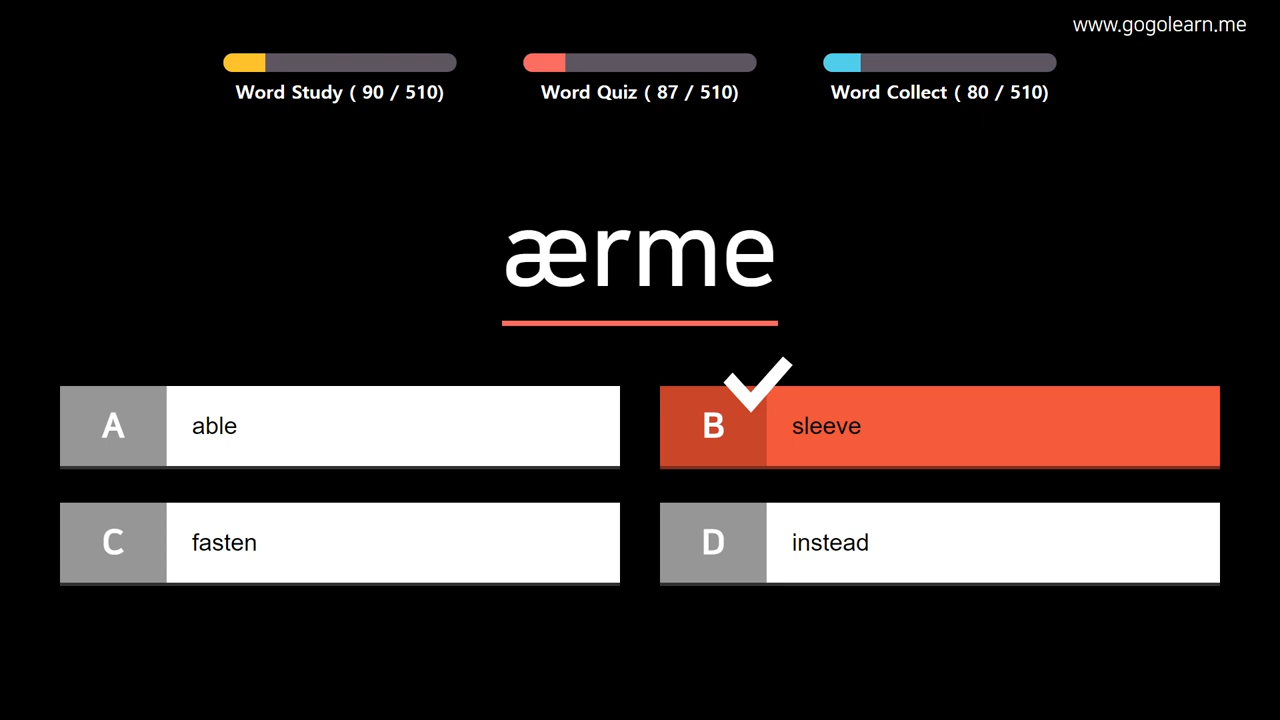 www.gogolearn.me
Word Study ( 90 / 510)
Word Quiz ( 87 / 510)
Word Collect ( 80 / 510)
ærme
A able
B sleeve
C fasten
D instead